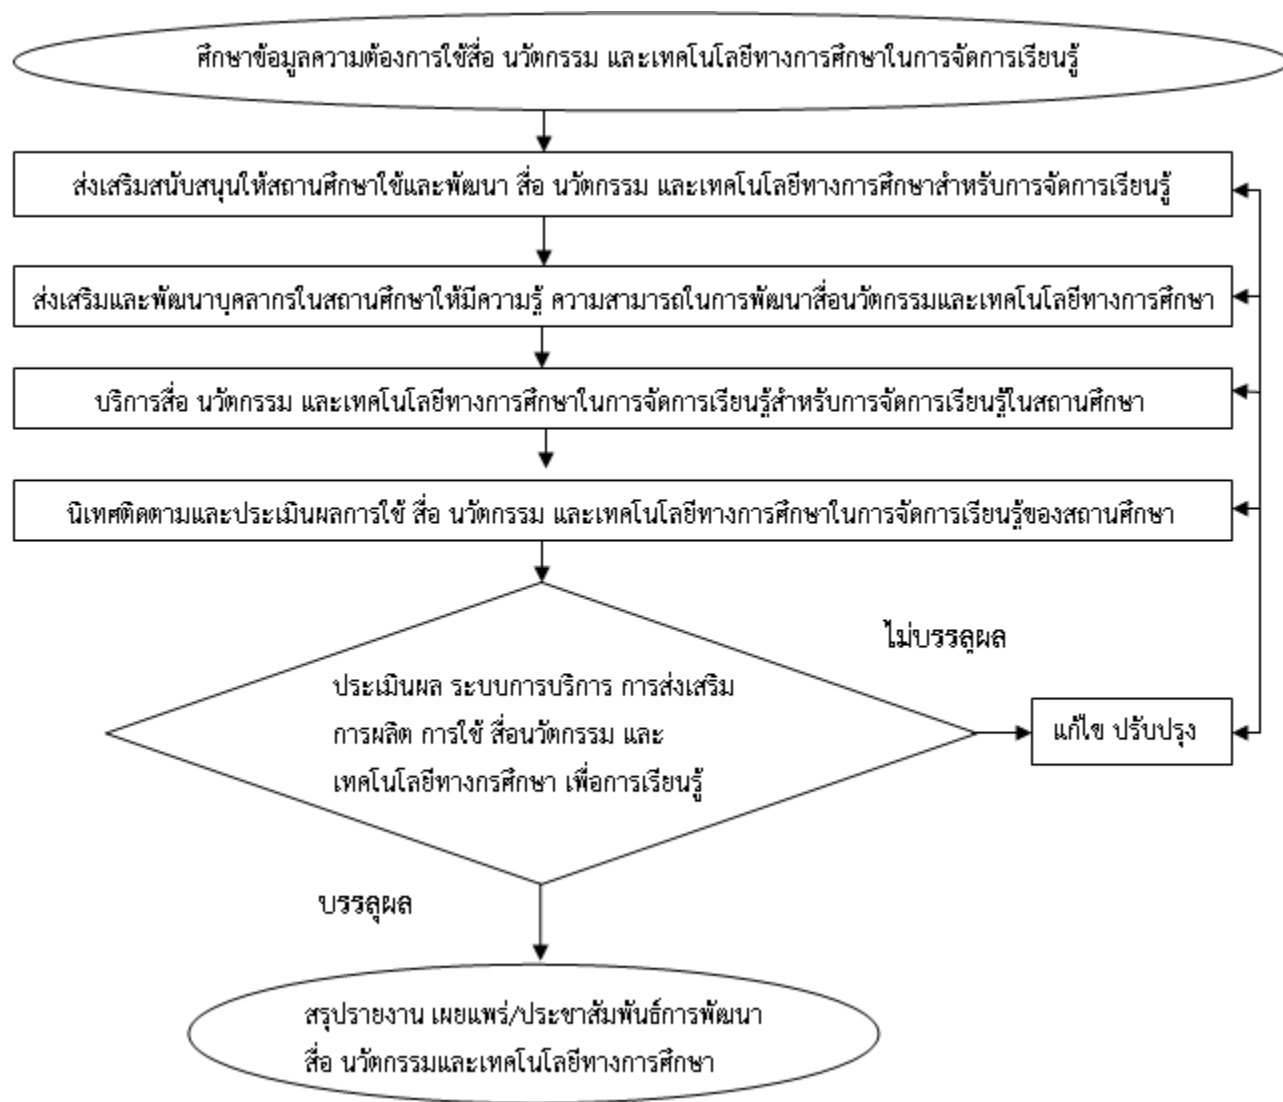 ศึกษาข้อมูลความต้องการใช้สื่อ นวัตกรรม และเทคโนโลยีทางการศึกษาในการจัดการเรียนรู้
ส่งเสริมสนับสนุนให้สถานศึกษาใช้และพัฒนา สื่อ นวัตกรรม และเทคโนโลยีทางการศึกษาสำหรับการจัดการเรียนรู้
ส่งเสริมและพัฒนาบุคลากรในสถานศึกษาให้มีความรู้ ความสามารถในการพัฒนาสื่อนวัตกรรมและเทคโนโลยีทางการศึกษา
บริการสื่อ นวัตกรรม และเทคโนโลยีทางการศึกษาในการจัดการเรียนรู้สำหรับการจัดการเรียนรู้ในสถานศึกษา
นิเทศติดตามและประเมินผลการใช้ สื่อ นวัตกรรม และเทคโนโลยีทางการศึกษาในการจัดการเรียนรู้ของสถานศึกษา
ไม่บรรลุผล
ประเมินผล ระบบการบริการ การส่งเสริม
การผลิต การใช้ สื่อนวัตกรรม และ
เทคโนโลยีทางกรศึกษา เพื่อการเรียนรู้
แก้ไข ปรับปรุง
บรรลุผล
สรุปรายงาน เผยแพร่/ประชาสัมพันธ์การพัฒนา
สื่อ นวัตกรรมและเทคโนโลยีทางการศึกษา